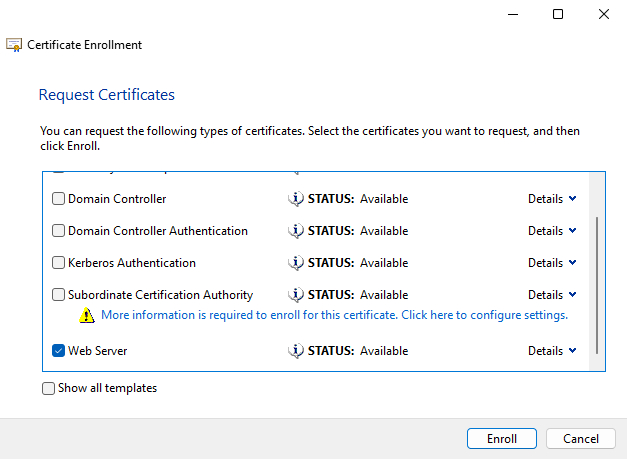 Certificate Enrollment
Request Certificates
You can request the following types of certificates. Select the certificates you want to request, and then
click Enroll.
Domain Controller STATUS: Available Details
Domain Controller Authentication STATUS: Available Details
Kerberos Authentication STATUS: Available Details
Subordinate Certification Authority STATUS: Available Details
More information is required to enroll for this certificate. Click here to configure settings.
Web Server STATUS: Available Details
Show all templates
Enroll Cancel